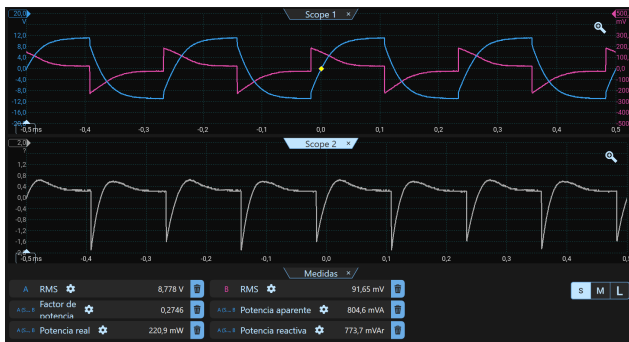 20,0 Scope 1 × 500
V mV
12,0 300
8,0 200
4,0 100
0,0 0,0
-4,0 -100
-8,0 -200
-12,0 -300
-16,0 -400
-20,0 -500
-0,5 ms -0,4 -0,3 -0,2 -0,1 0,0 0,1 0,2 0,3 0,4 0,5
2,0 Scope 2 ×
?
1,2
0,8
0,4
0,0
-0,4
-0,8
-1,2
-1,6
-0,5 ms -0,4 -0,3 -0,2 -0,1 0,0 0,1 0,2 0,3 0,4 0,5
Medidas ×
A RMS 8,778 V B RMS 91,65 mV S M L
Factor de potencia 0,2746 Potencia aparente 804,6 mVA
Potencia real 220,9 mW Potencia reactiva 773,7 mVAr